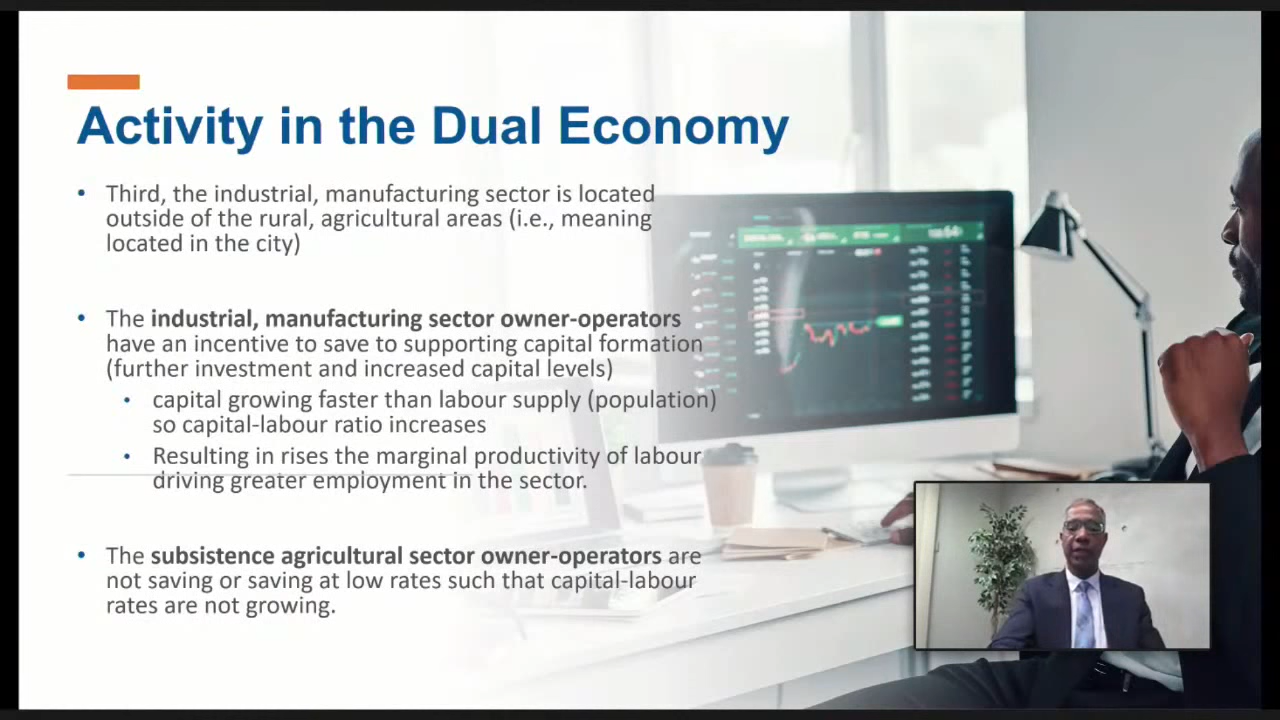 Activity in the Dual Economy
• Third, the industrial, manufacturing sector is located
outside of the rural, agricultural areas (i.e., meaning
located in the city)
• The industrial, manufacturing sector owner-operators
have an incentive to save to supporting capital formation
(further investment and increased capital levels)
• capital growing faster than labour supply (population)
so capital-labour ratio increases
• Resulting in rises the marginal productivity of labour
driving greater employment in the sector.
• The subsistence agricultural sector owner-operators are
not saving or saving at low rates such that capital-labour
rates are not growing.